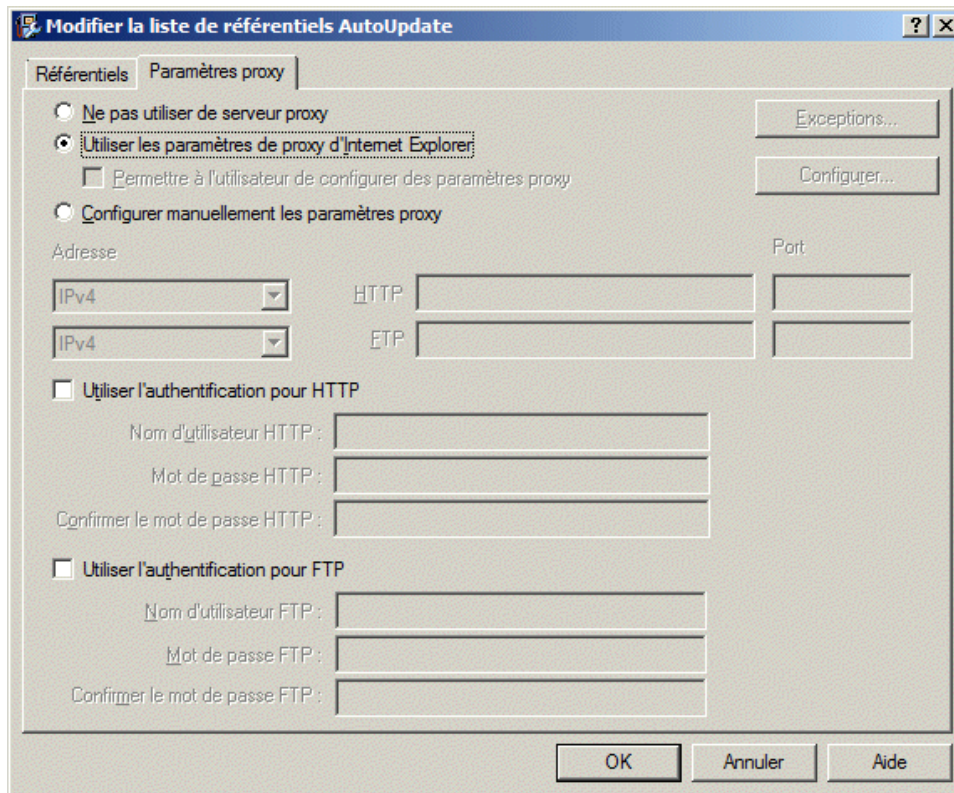 Modifier la liste de référentiels AutoUpdate
Référentiels
Paramètres proxy
Ne pas utiliser de serveur proxy
Exceptions...
Utiliser les paramètres de proxy d'Internet Explorer
Permettre à l'utilisateur de configurer des paramètres proxy
Configurer...
Configurer manuellement les paramètres proxy
Adresse
Port
IPv4
HTTP
IPv4
FTP
Utiliser l'authentification pour HTTP
Nom d'utilisateur HTTP :
Mot de passe HTTP :
Confirmer le mot de passe HTTP :
Utiliser l'authentification pour FTP
Nom d'utilisateur FTP :
Mot de passe FTP :
Confirmer le mot de passe FTP :
OK
Annuler
Aide